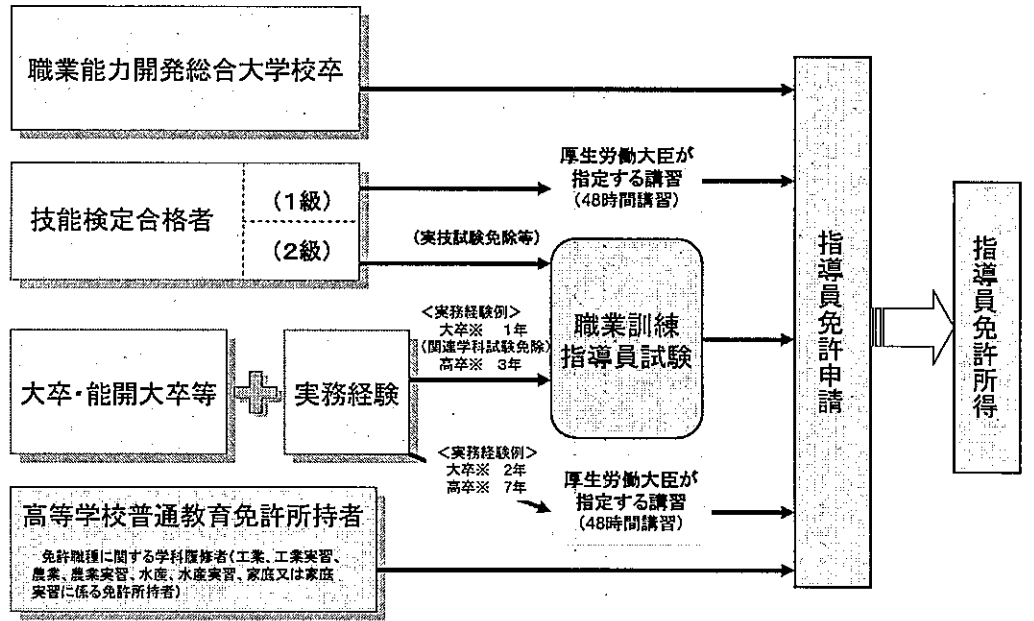 職業能力開発総合大学校卒
技能検定合格者
(1級)
(2級)
厚生労働大臣が
指定する講習
(48時間講習)
(実技試験免除等)
大卒・能開大卒等
実務経験
<実務経験例>
大卒※ 1年
(関連学科試験免除)
高卒※ 3年
職業訓練
指導員試験
<実務経験例>
大卒※ 2年
高卒※ 7年
厚生労働大臣が
指定する講習
(48時間講習)
高等学校普通教育免許所持者
免許職種に関する学科履修者(工業、工業実習、
農業、農業実習、水産、水産実習、家庭又は家庭
実習に係る免許所持者)
指導員免許申請
指導員免許所得